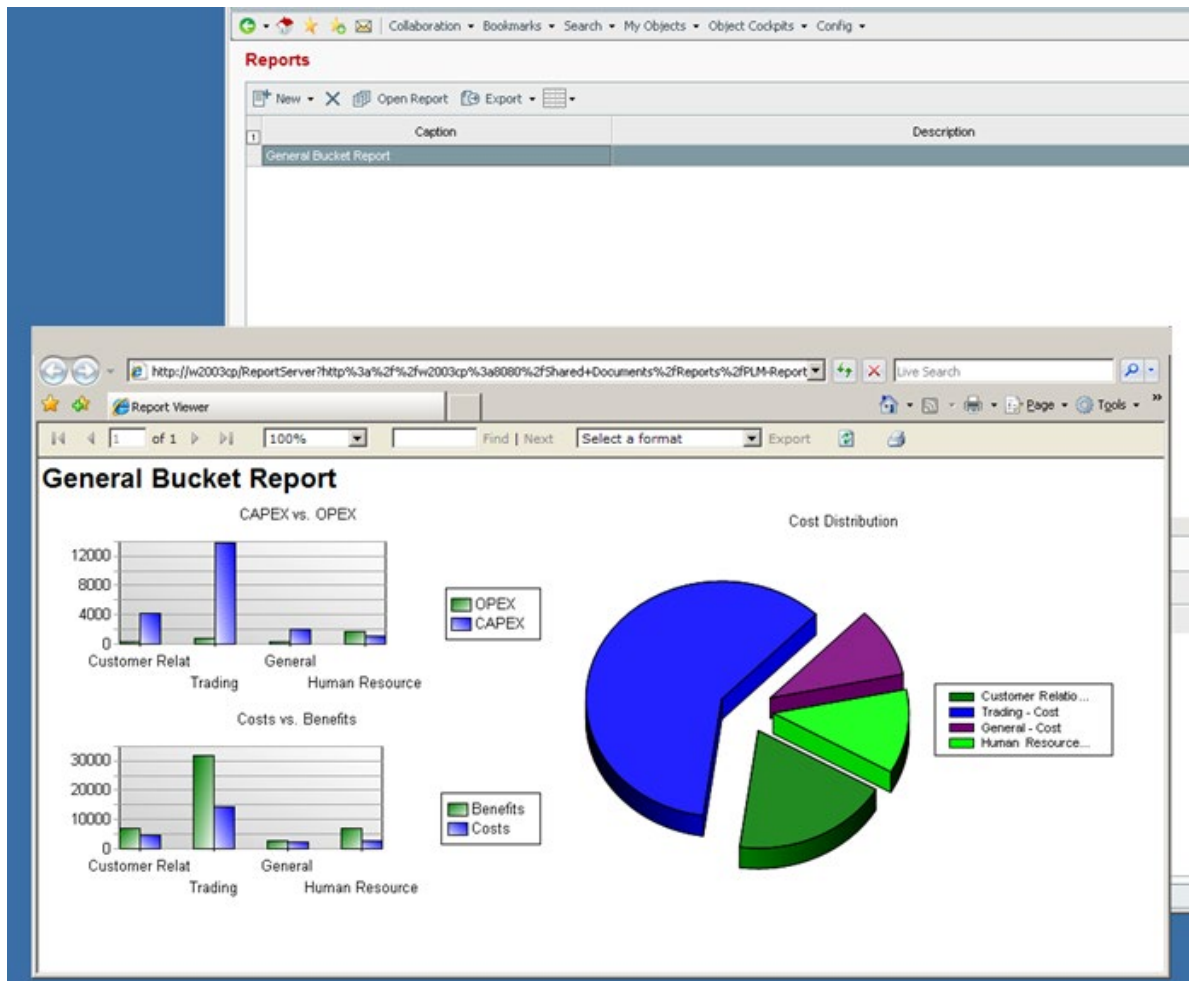 Collaboration Bookmarks Search My Objects Object Cockpits Config
Reports
New Open Report Export
1 Caption Description
General Bucket Report
http://w2003cp/ReportServer?http%3a%2f%2fw2003cp%3a8080%2fShared+Documents%2fReports%2fPLM-Report Live Search
Report Viewer Page Tools »
1 of 1 100% Find | Next Select a format Export
General Bucket Report
CAPEX vs. OPEX
12000
8000
4000
0
Customer Relat General
Trading Human Resource
OPEX
CAPEX
Costs vs. Benefits
30000
20000
10000
0
Customer Relat General
Trading Human Resource
Benefits
Costs
Cost Distribution
Customer Relatio...
Trading - Cost
General - Cost
Human Resource...